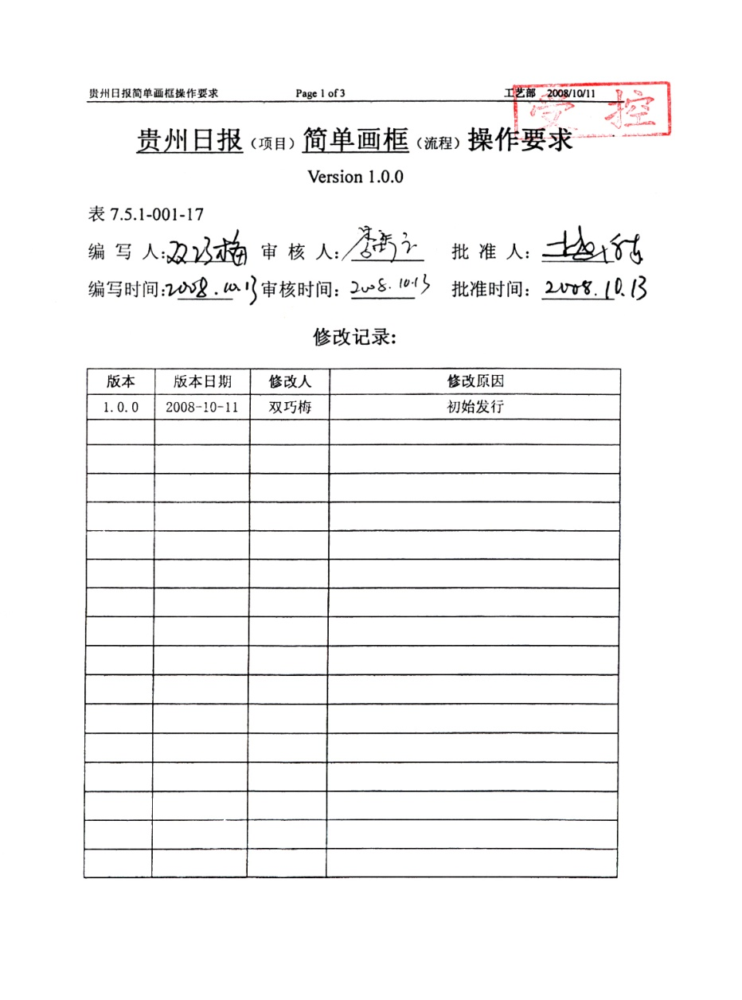 贵州日报简单画框操作要求 Page 1 of 3 工艺部 2008/10/11
受控
贵州日报（项目）简单画框（流程）操作要求
Version 1.0.0
表 7.5.1-001-17
编 写 人:双巧梅 审 核 人: 批 准 人:
编写时间:2008.10.13 审核时间: 2008.10.13 批准时间: 2008.10.13
修改记录:
版本 版本日期 修改人 修改原因
1.0.0 2008-10-11 双巧梅 初始发行